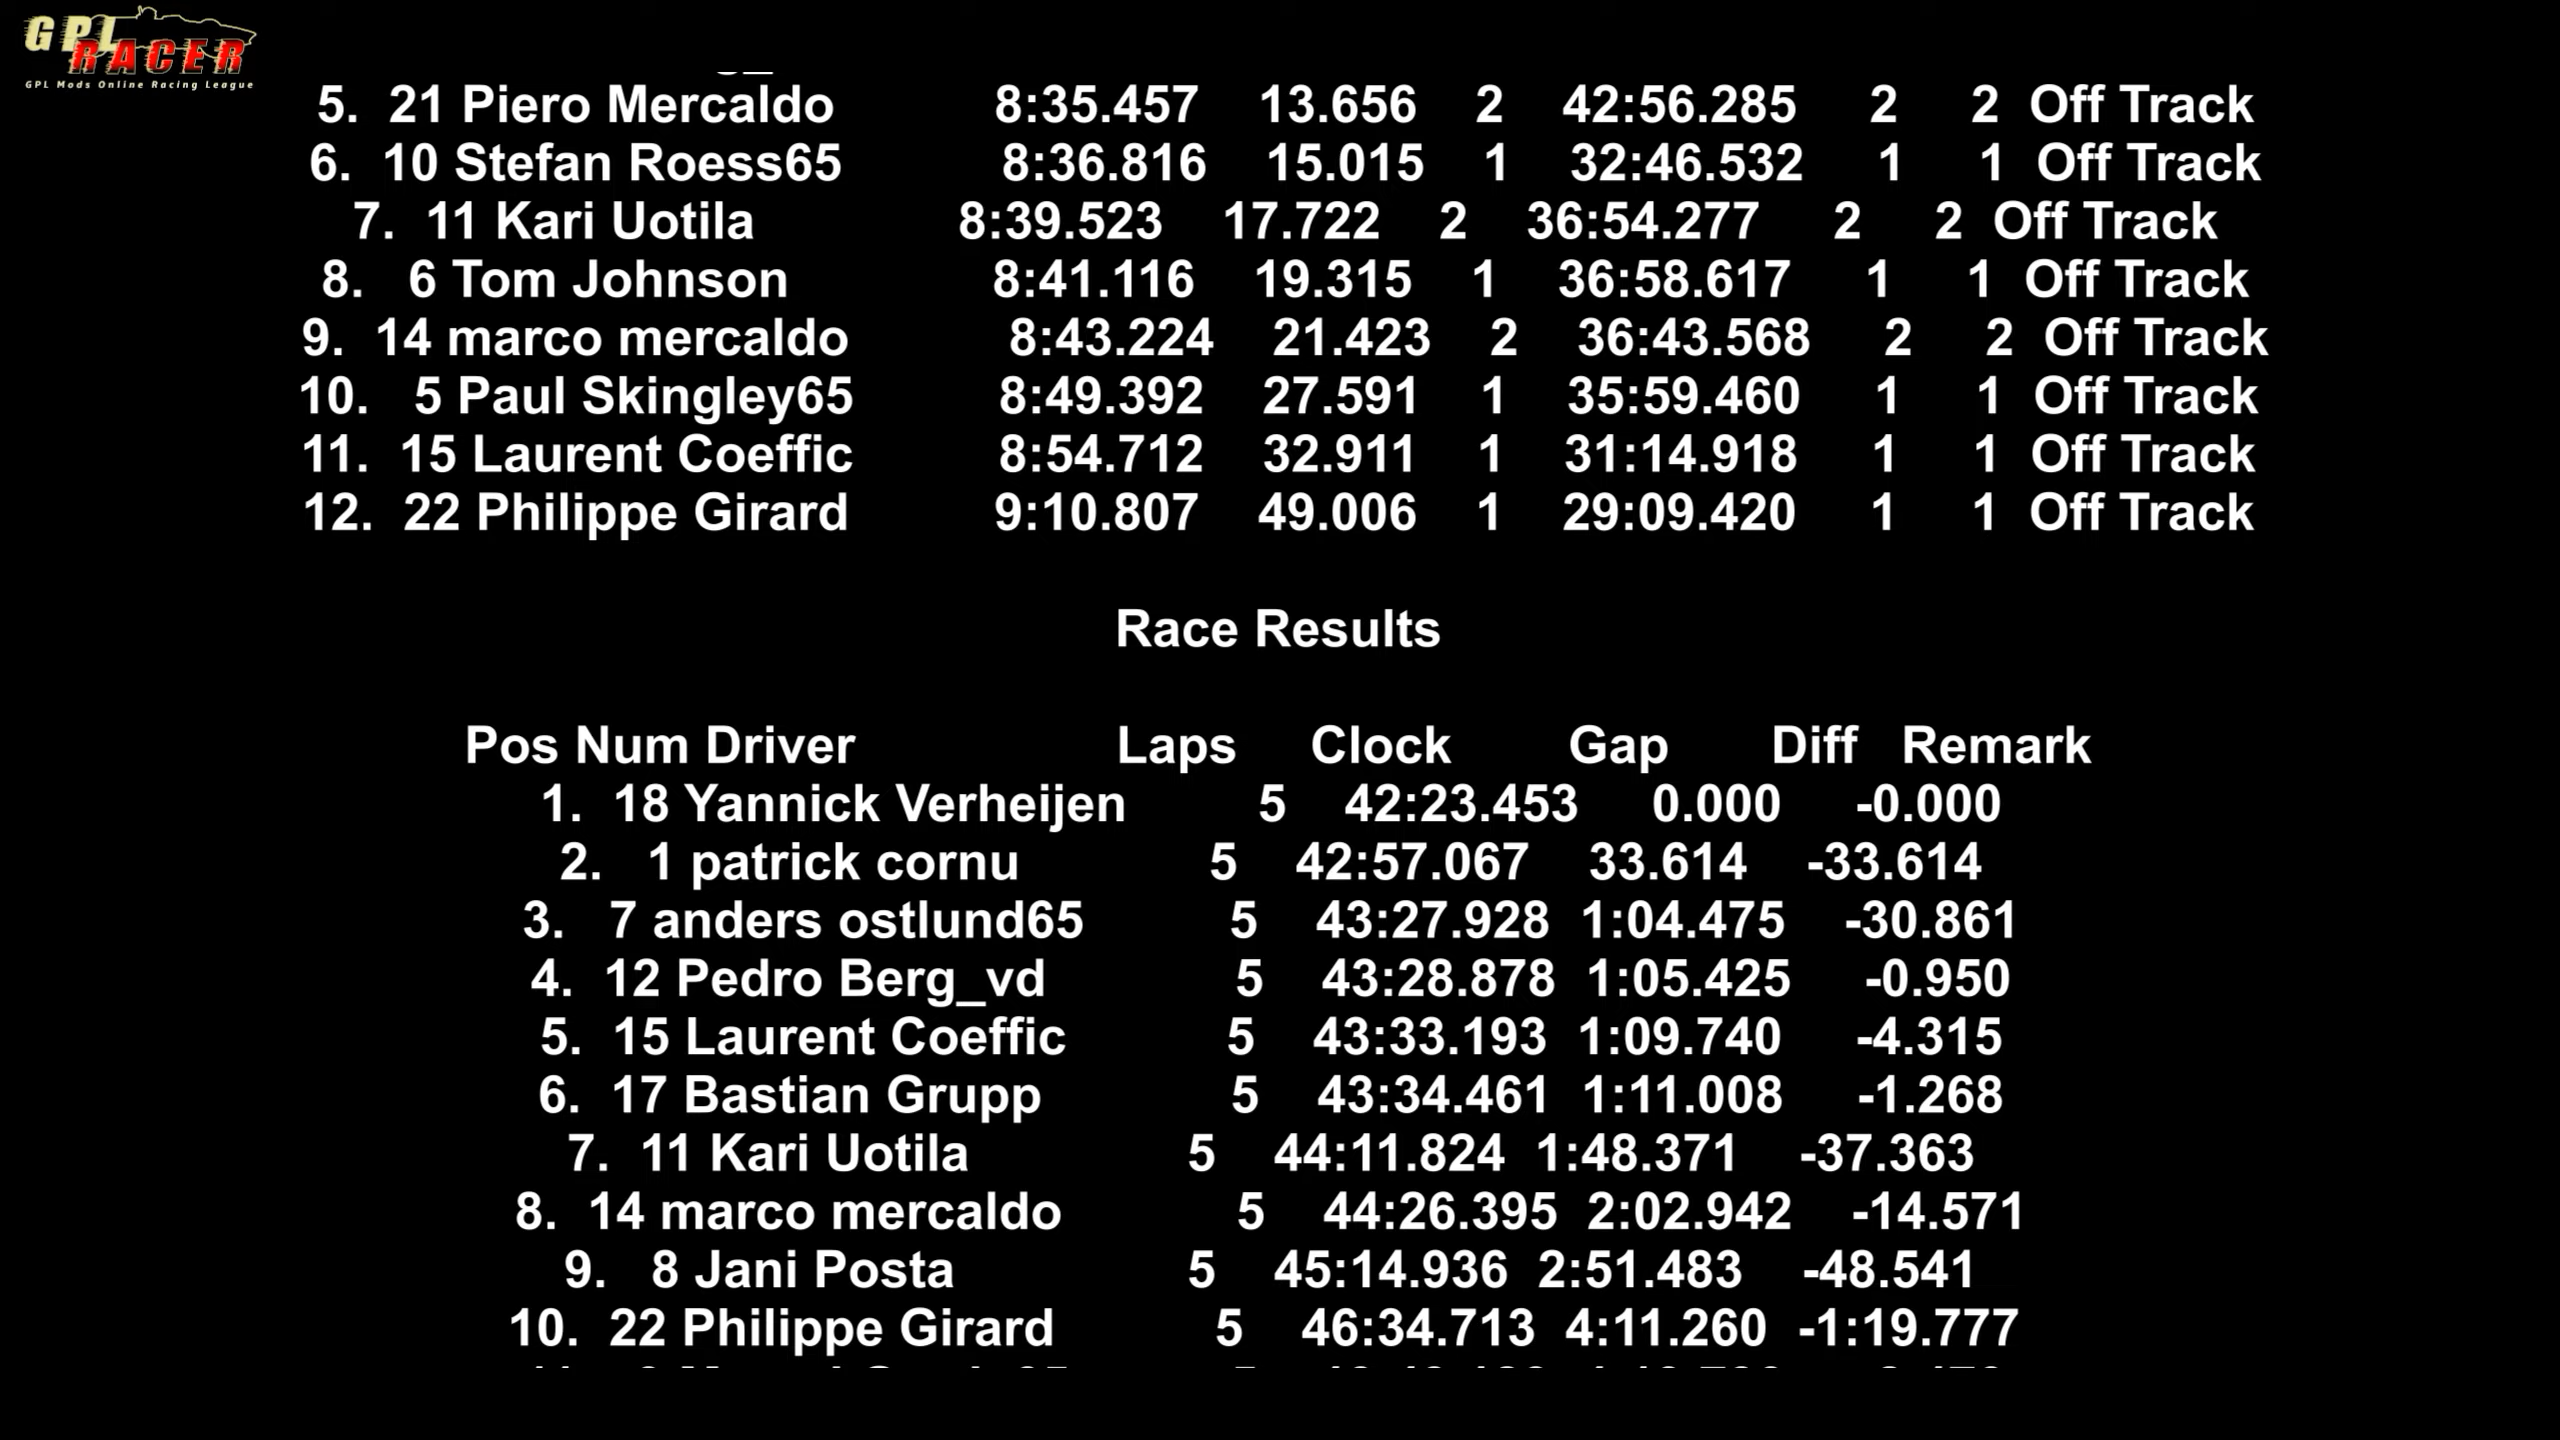 GPL
RACER
GPL Mods Online Racing League
5. 21 Piero Mercaldo 8:35.457 13.656 2 42:56.285 2 2 Off Track
6. 10 Stefan Roess65 8:36.816 15.015 1 32:46.532 1 1 Off Track
7. 11 Kari Uotila 8:39.523 17.722 2 36:54.277 2 2 Off Track
8. 6 Tom Johnson 8:41.116 19.315 1 36:58.617 1 1 Off Track
9. 14 marco mercaldo 8:43.224 21.423 2 36:43.568 2 2 Off Track
10. 5 Paul Skingley65 8:49.392 27.591 1 35:59.460 1 1 Off Track
11. 15 Laurent Coeffic 8:54.712 32.911 1 31:14.918 1 1 Off Track
12. 22 Philippe Girard 9:10.807 49.006 1 29:09.420 1 1 Off Track
Race Results
Pos Num Driver Laps Clock Gap Diff Remark
1. 18 Yannick Verheijen 5 42:23.453 0.000 -0.000
2. 1 patrick cornu 5 42:57.067 33.614 -33.614
3. 7 anders ostlund65 5 43:27.928 1:04.475 -30.861
4. 12 Pedro Berg_vd 5 43:28.878 1:05.425 -0.950
5. 15 Laurent Coeffic 5 43:33.193 1:09.740 -4.315
6. 17 Bastian Grupp 5 43:34.461 1:11.008 -1.268
7. 11 Kari Uotila 5 44:11.824 1:48.371 -37.363
8. 14 marco mercaldo 5 44:26.395 2:02.942 -14.571
9. 8 Jani Posta 5 45:14.936 2:51.483 -48.541
10. 22 Philippe Girard 5 46:34.713 4:11.260 -1:19.777